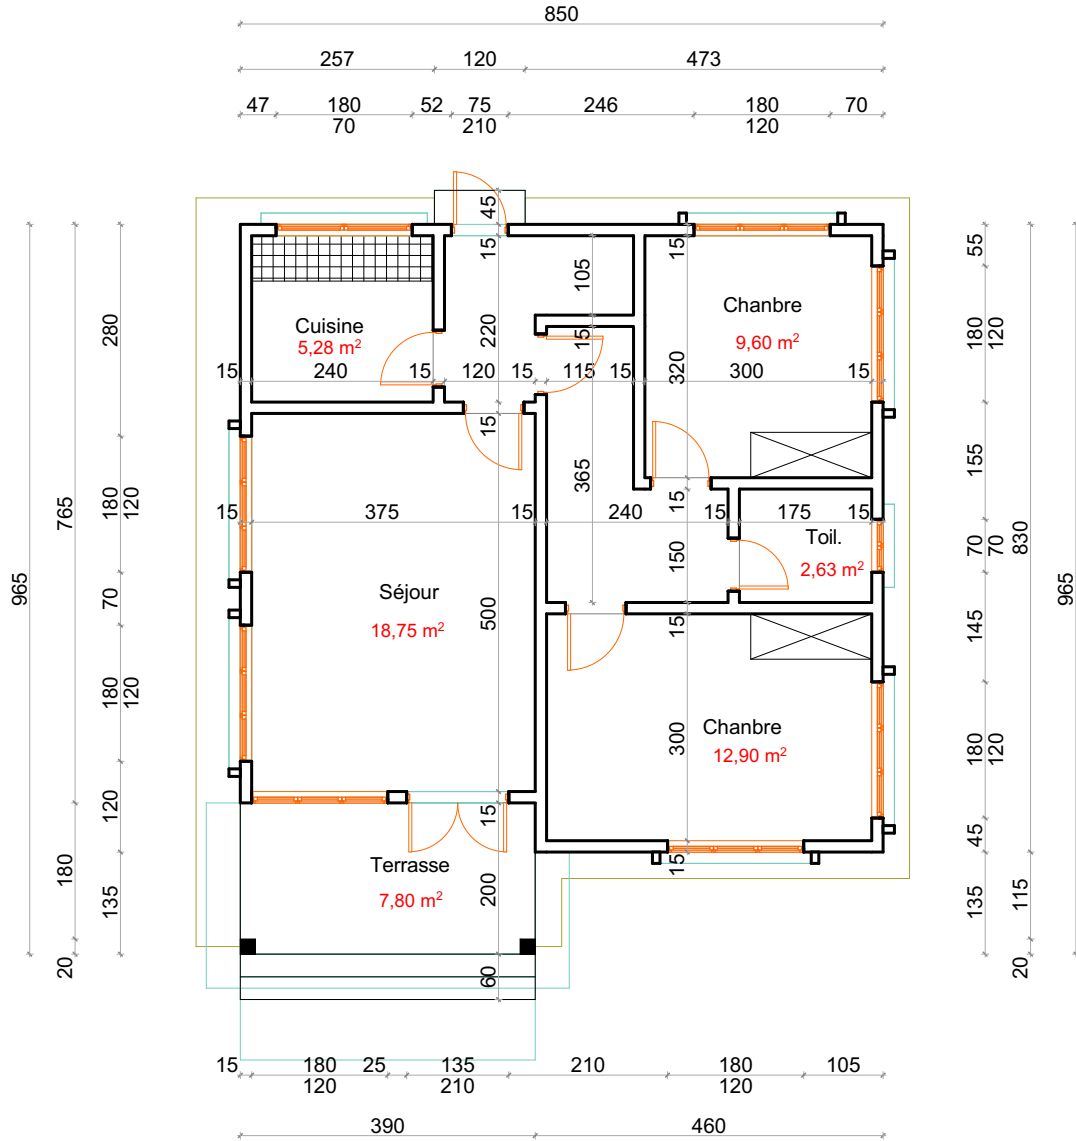 850
257 120 473
47 180 52 75 246 180 70
70 210 120
45
15 15
55
105
280
Cuisine
5,28 m²
220
Chanbre
9,60 m²
180
120
15
320
15 240 15 120 15 115 15 300 15
15
155
365
765
180
120
15 375 15 240 15 175 15
15
70
70
830
Toil.
2,63 m²
150
965
965
70
Séjour
18,75 m²
500
15
145
180
120
Chanbre
12,90 m²
300
180
120
120
15
45
15
Terrasse
7,80 m²
200
180
135
135
115
20
20
60
15 180 25 135 210 180 105
120 210 120
390 460